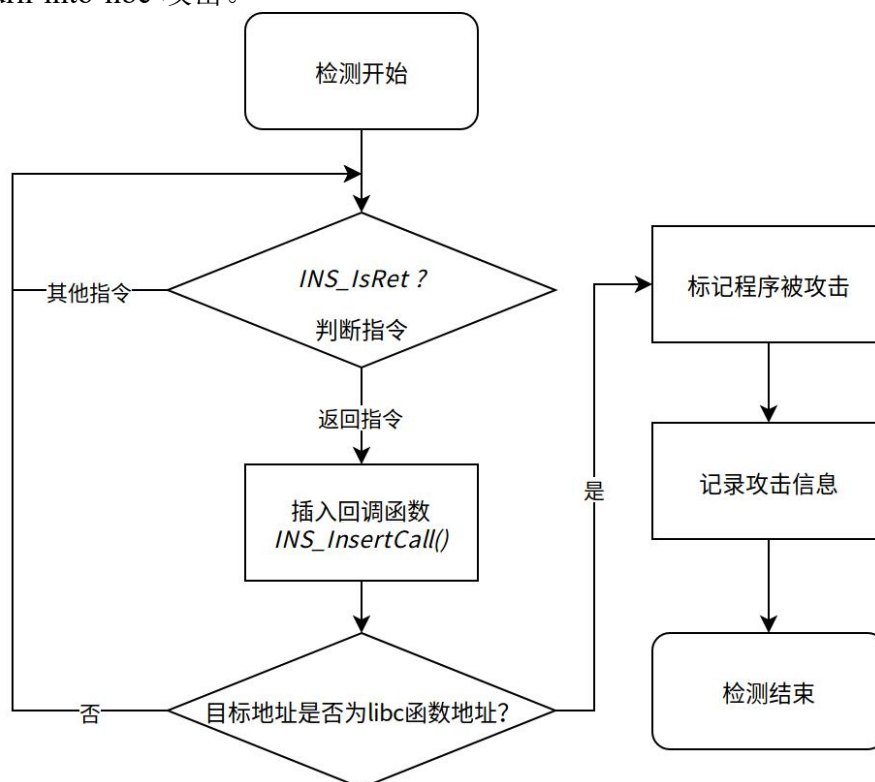 检测开始
INS_IsRet ?
判断指令
其他指令
返回指令
插入回调函数
INS_InsertCall()
目标地址是否为libc函数地址?
否
是
标记程序被攻击
记录攻击信息
检测结束